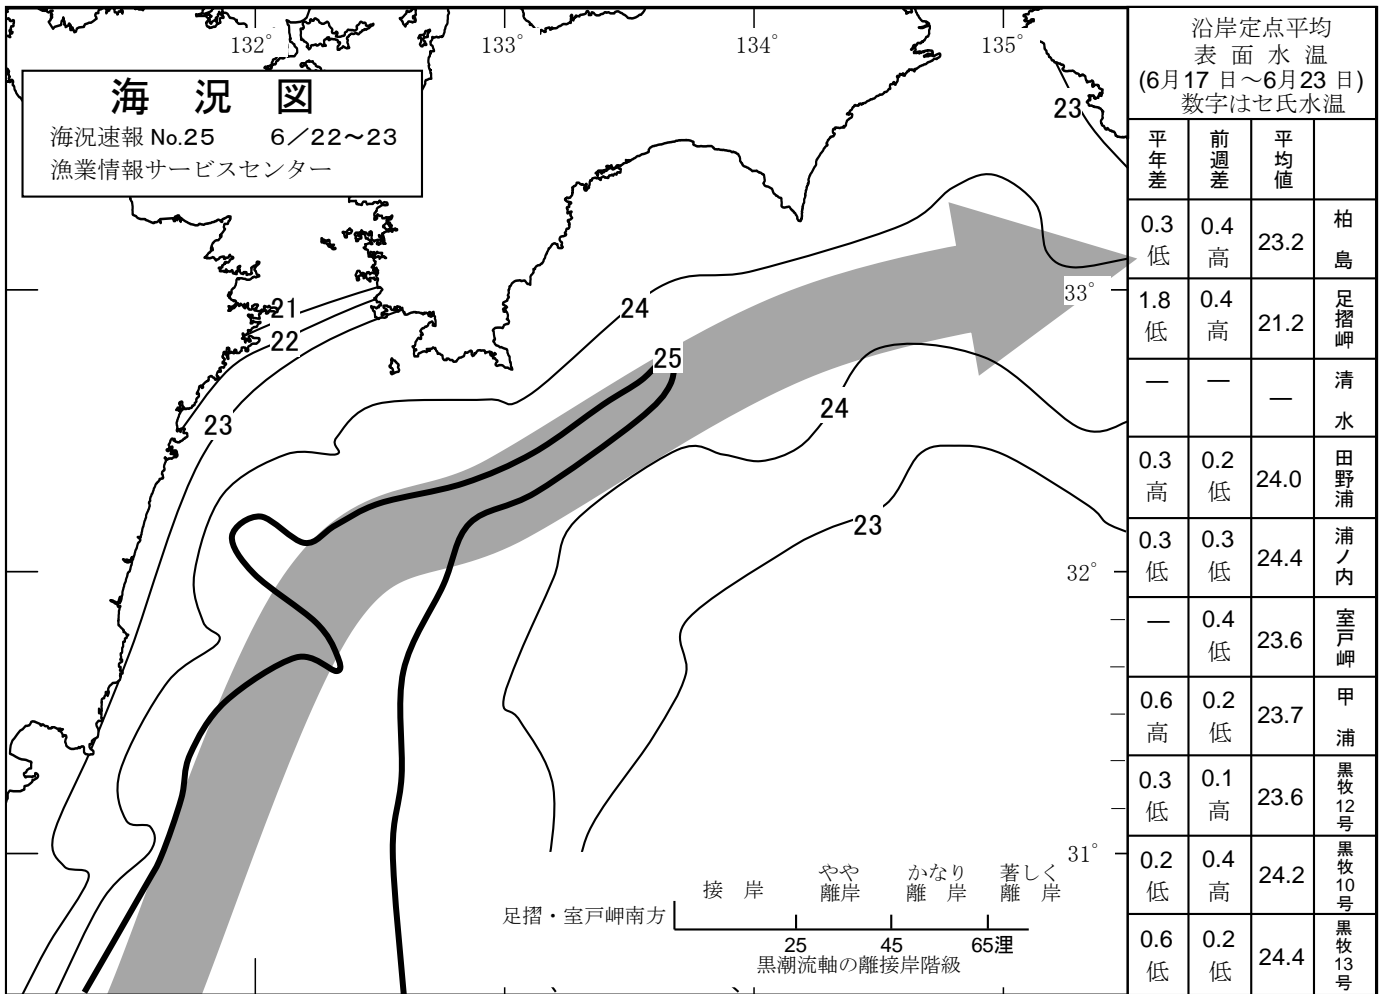 132°
133°
134°
135°
海況図
海況速報 No.25 6/22~23
漁業情報サービスセンター
23
21
22
23
24
25
24
23
33°
32°
31°
接岸
やや離岸
かなり離岸
著しく離岸
足摺・室戸岬南方
25 45 65浬
黒潮流軸の離接岸階級
沿岸定点平均
表面水温
(6月17日～6月23日)
数字はセ氏水温
平年差 前週差 平均値
0.3低 0.4高 23.2 柏島
1.8低 0.4高 21.2 足摺岬
— — — 清水
0.3高 0.2低 24.0 田野浦
0.3低 0.3低 24.4 浦ノ内
— 0.4低 23.6 室戸岬
0.6高 0.2低 23.7 甲浦
0.3低 0.1高 23.6 黒牧12号
0.2低 0.4高 24.2 黒牧10号
0.6低 0.2低 24.4 黒牧13号